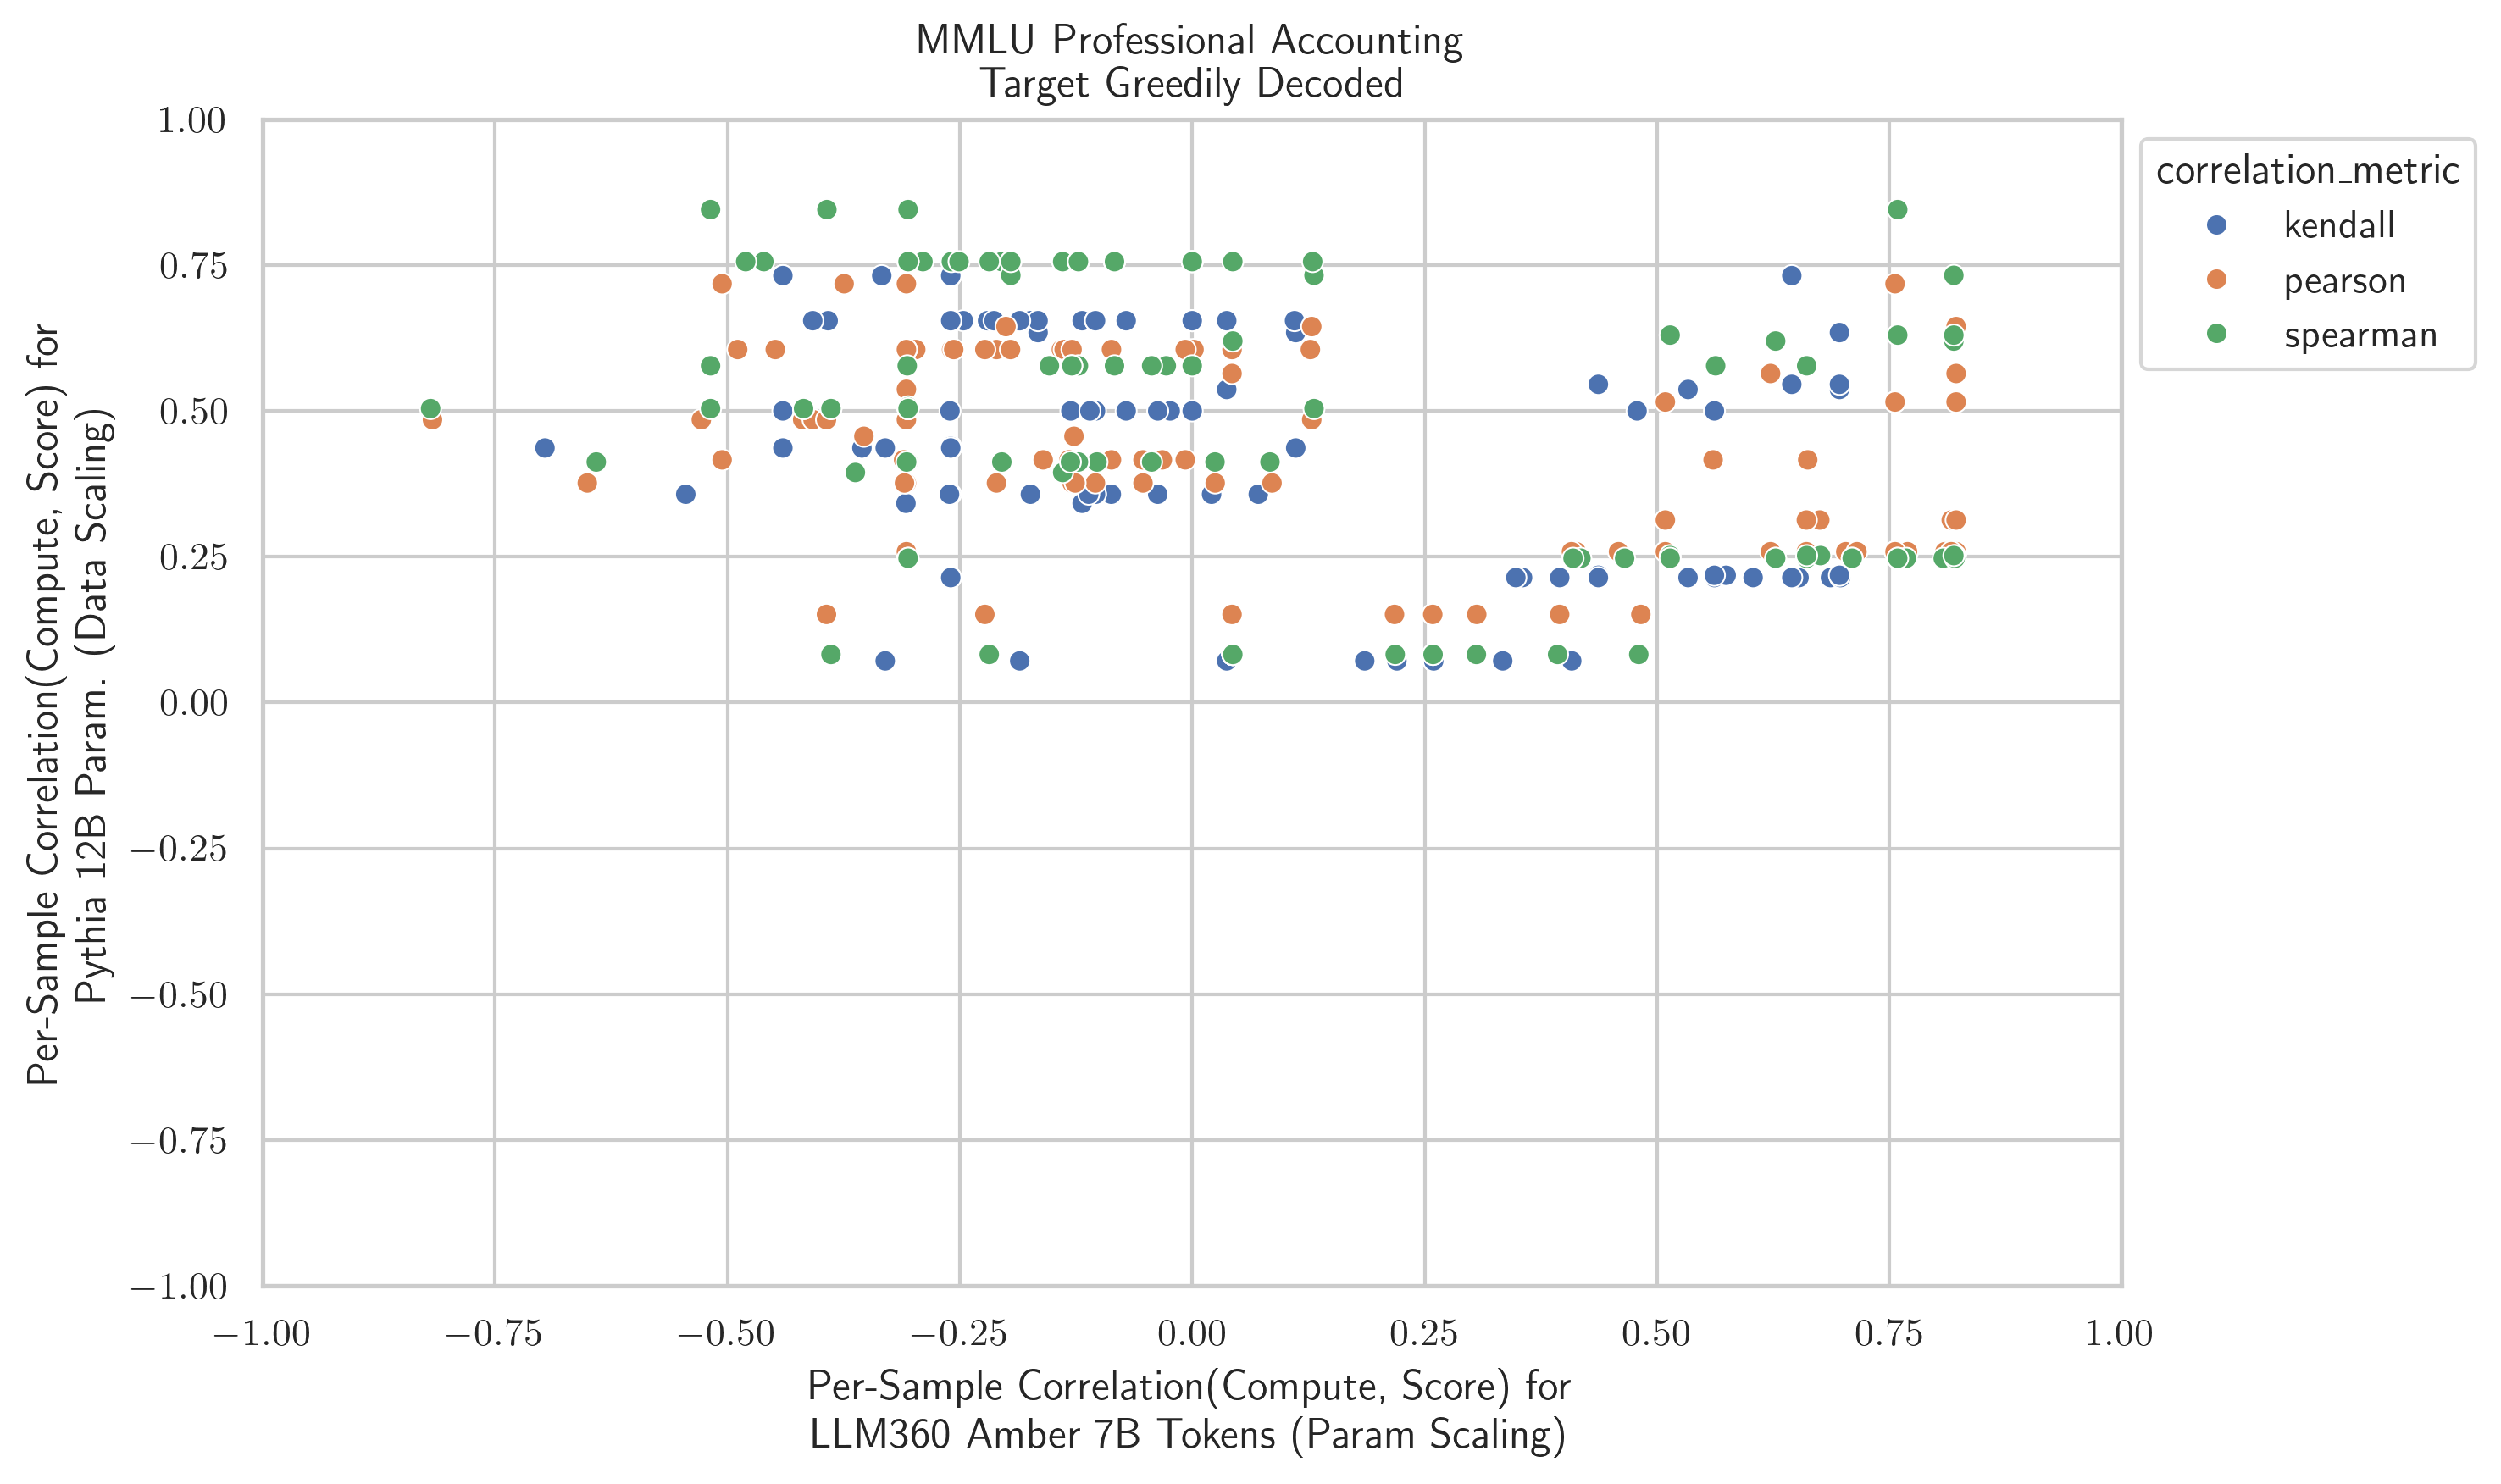 MMLU Professional Accounting
Target Greedily Decoded
Per-Sample Correlation(Compute, Score) for
Pythia 12B Param. (Data Scaling)
1.00
0.75
0.50
0.25
0.00
−0.25
−0.50
−0.75
−1.00
−1.00 −0.75 −0.50 −0.25 0.00 0.25 0.50 0.75 1.00
Per-Sample Correlation(Compute, Score) for
LLM360 Amber 7B Tokens (Param Scaling)
correlation_metric
kendall
pearson
spearman